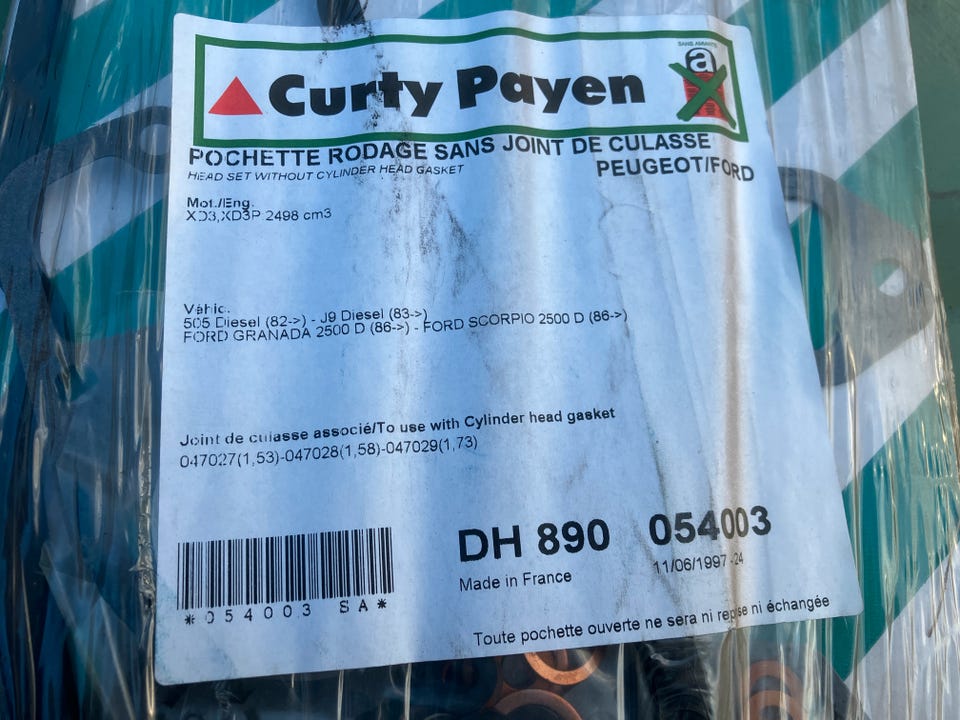 SANS AMIANTE
a
Curty Payen
POCHETTE RODAGE SANS JOINT DE CULASSE
HEAD SET WITHOUT CYLINDER HEAD GASKET
PEUGEOT/FORD
Mot./Eng.
XD3,XD3P 2498 cm3
Véhic.
505 Diesel (82->) - J9 Diesel (83->)
FORD GRANADA 2500 D (86->) - FORD SCORPIO 2500 D (86->)
Joint de culasse associé/To use with Cylinder head gasket
047027(1,53)-047028(1,58)-047029(1,73)
DH 890 054003
Made in France
11/06/1997 -24
*054003 SA*
Toute pochette ouverte ne sera ni reprise ni échangée